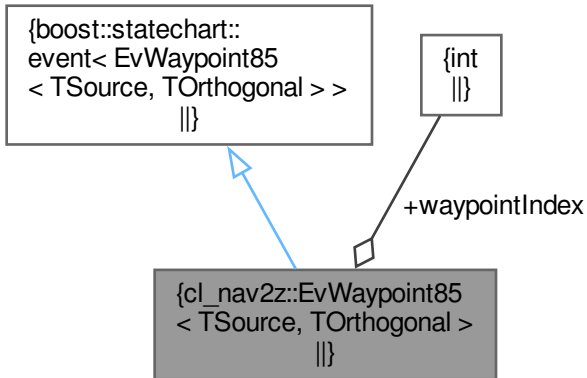 {boost::statechart::
event< EvWaypoint85
< TSource, TOrthogonal > >
||}
{int
||}
+waypointIndex
{cl_nav2z::EvWaypoint85
< TSource, TOrthogonal >
||}